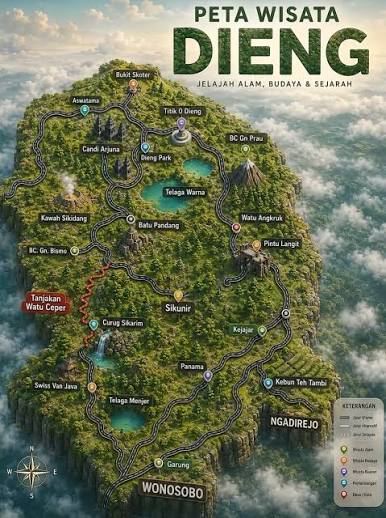 PETA WISATA
DIENG
JELAJAH ALAM, BUDAYA & SEJARAH
Bukit Skoter
Aswatama
Titik 0 Dieng
Candi Arjuna
BC Gn Prau
Dieng Park
Telaga Warna
Kawah Sikidang
Batu Pandang
Watu Angkruk
Pintu Langit
BC. Gn. Bismo
Tanjakan
Watu Ceper
Sikunir
Curug Sikarim
Kejajar
Panama
Swiss Van Java
Kebun Teh Tambi
Telaga Menjer
KETERANGAN
NGADIREJO
Garung
WONOSOBO
N
W
E
S